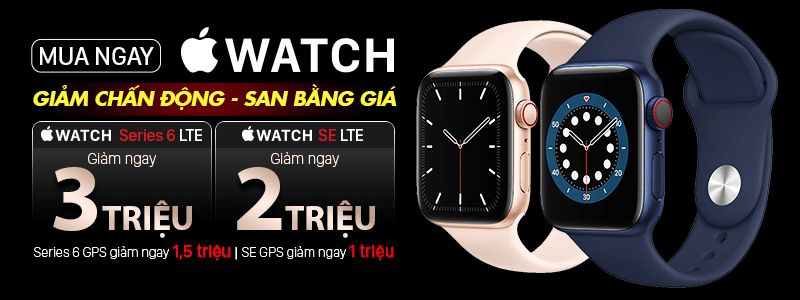 MUA NGAY
WATCH
GIẢM CHẤN ĐỘNG - SAN BẰNG GIÁ
WATCH Series 6 LTE
Giảm ngay
3 TRIỆU
WATCH SE LTE
Giảm ngay
2 TRIỆU
Series 6 GPS giảm ngay 1,5 triệu | SE GPS giảm ngay 1 triệu